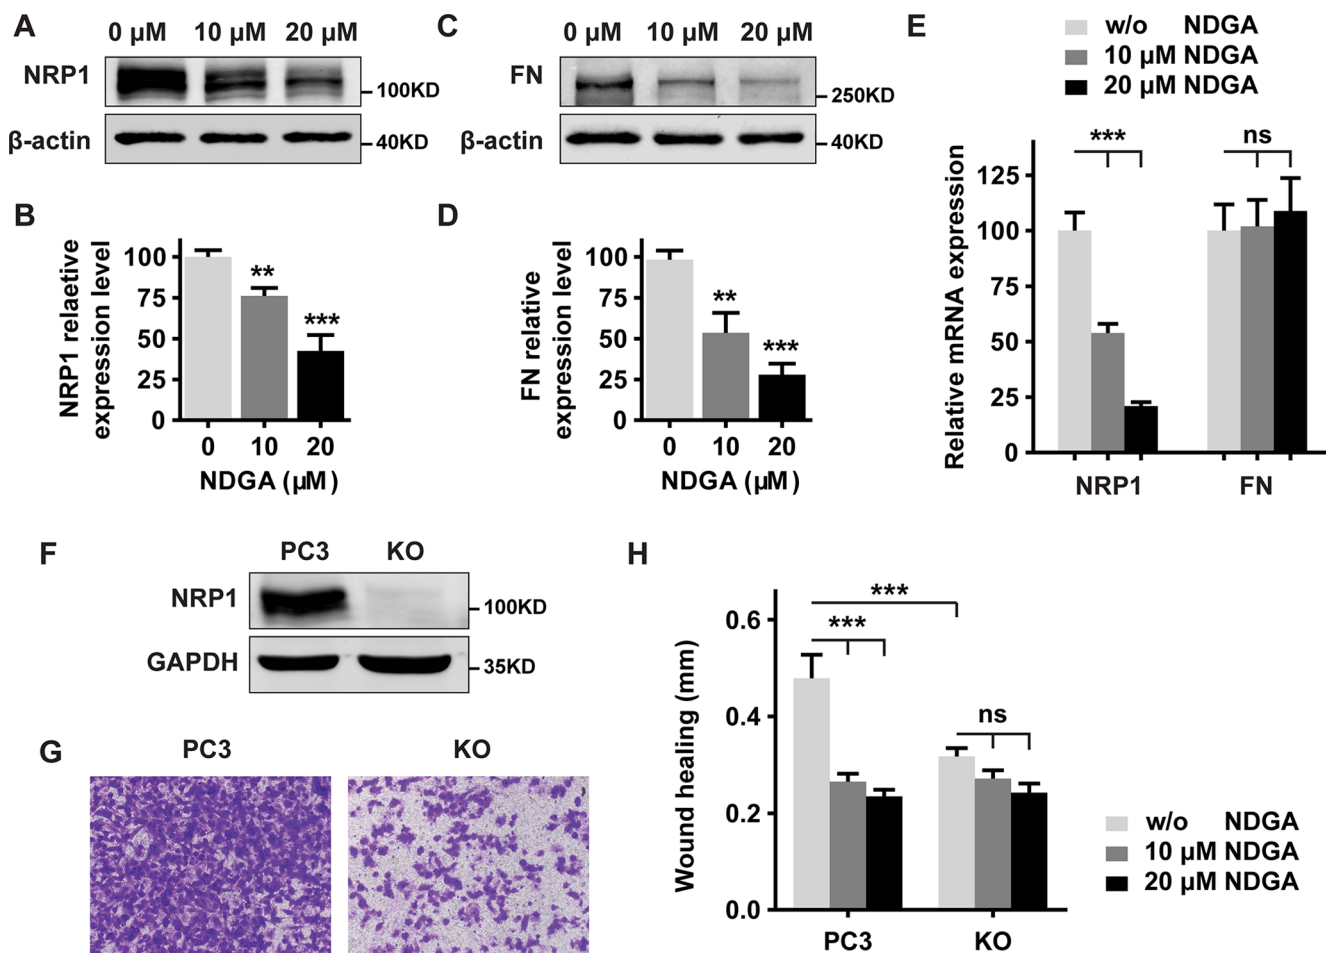 A
0 µM 10 µM 20 µM
NRP1
100KD
β-actin
40KD
B
NRP1 relaetive
expression level
100
75
50
25
0
**
***
0 10 20
NDGA (µM)
C
0 µM 10 µM 20 µM
FN
250KD
β-actin
40KD
D
FN relative
expression level
100
75
50
25
0
**
***
0 10 20
NDGA (µM)
E
w/o NDGA
10 µM NDGA
20 µM NDGA
Relative mRNA expression
125
100
75
50
25
0
***
ns
NRP1 FN
F
PC3 KO
NRP1
100KD
GAPDH
35KD
G
PC3 KO
H
Wound healing (mm)
0.6
0.4
0.2
0.0
***
***
ns
PC3 KO
w/o NDGA
10 µM NDGA
20 µM NDGA